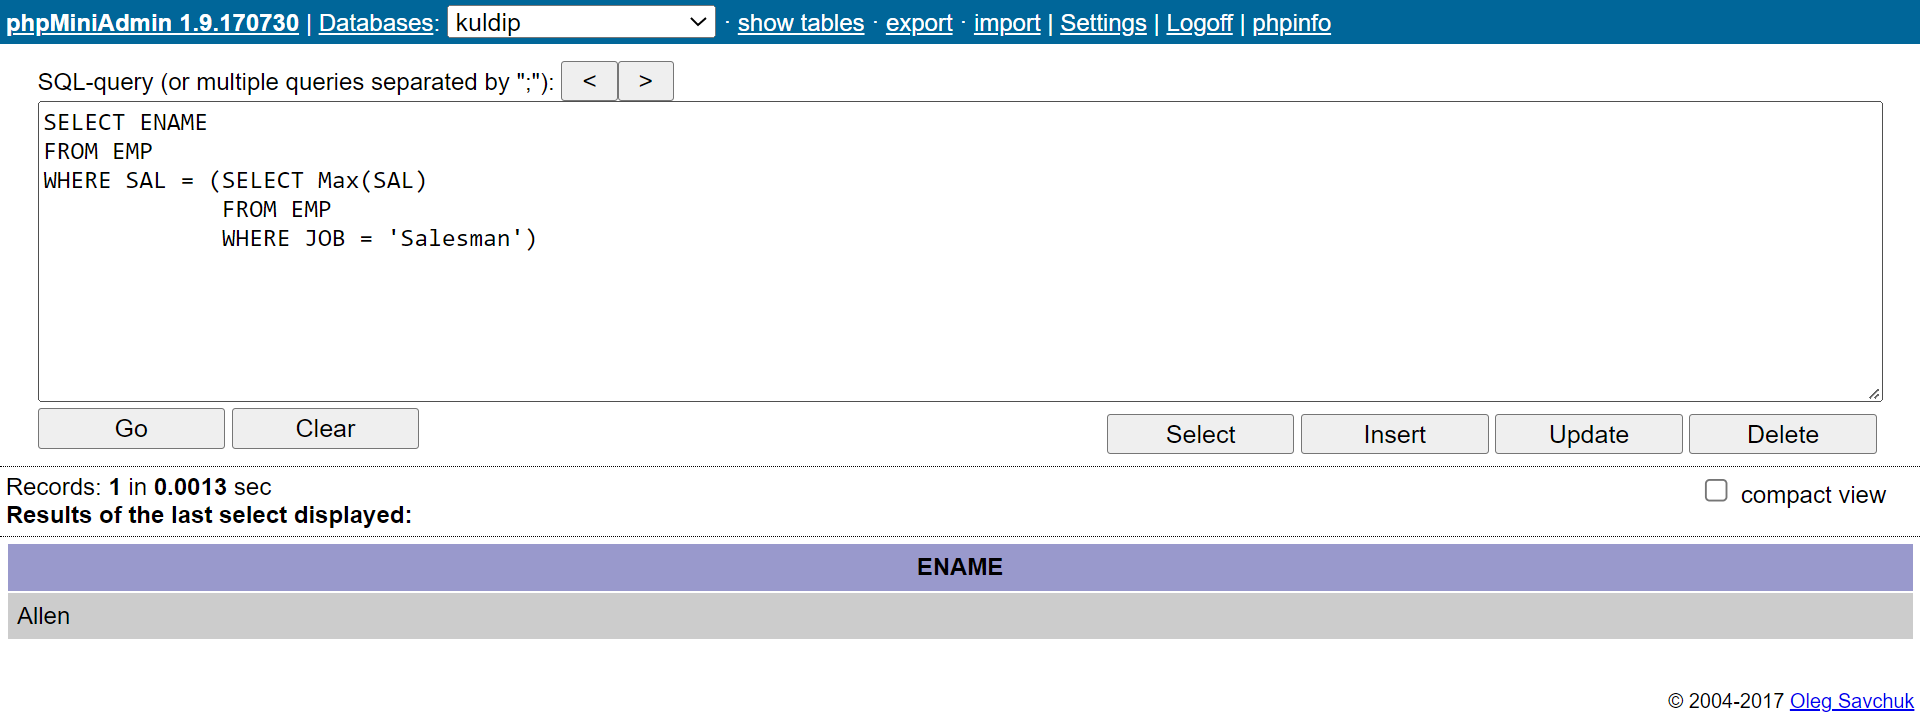 phpMiniAdmin 1.9.170730 | Databases: kuldip · show tables · export · import | Settings | Logoff | phpinfo
SQL-query (or multiple queries separated by ";"): < >
SELECT ENAME
FROM EMP
WHERE SAL = (SELECT Max(SAL)
FROM EMP
WHERE JOB = 'Salesman')
Go Clear Select Insert Update Delete
Records: 1 in 0.0013 sec
compact view
Results of the last select displayed:
ENAME
Allen
© 2004-2017 Oleg Savchuk